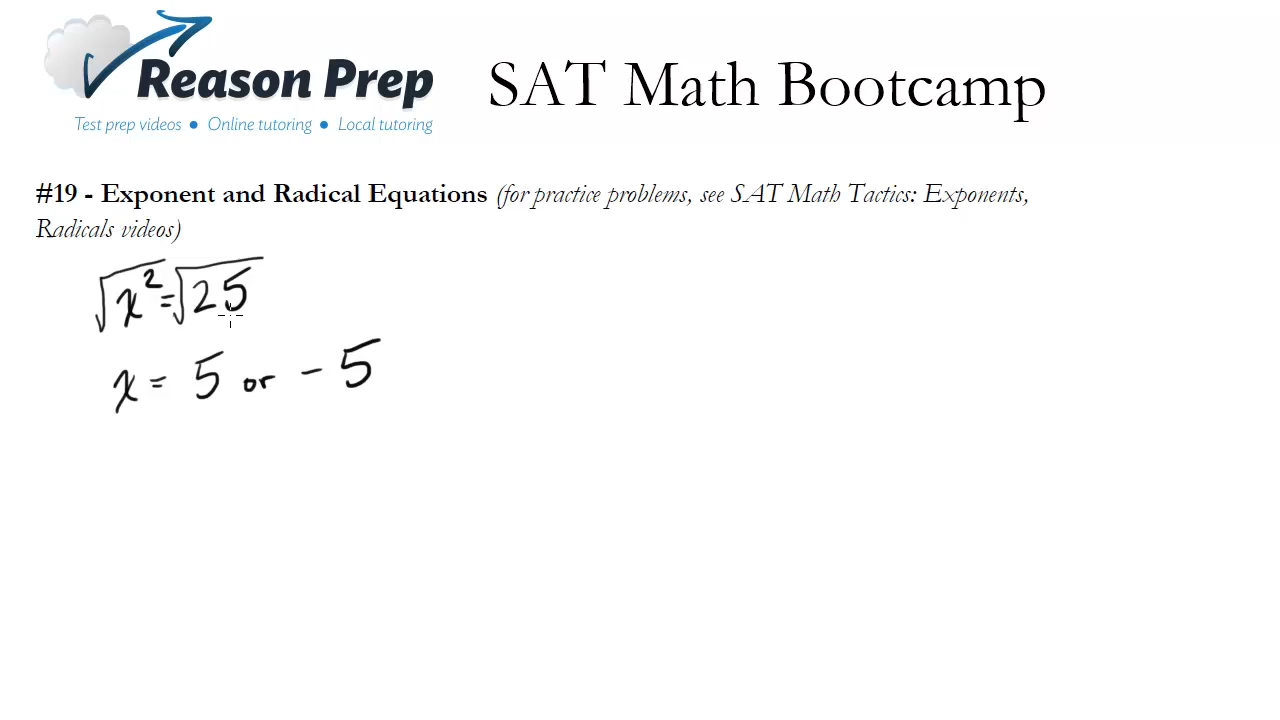 Reason Prep
Test prep videos ● Online tutoring ● Local tutoring
SAT Math Bootcamp
#19 - Exponent and Radical Equations (for practice problems, see SAT Math Tactics: Exponents,
Radicals videos)
√x² = √25
x = 5 or - 5